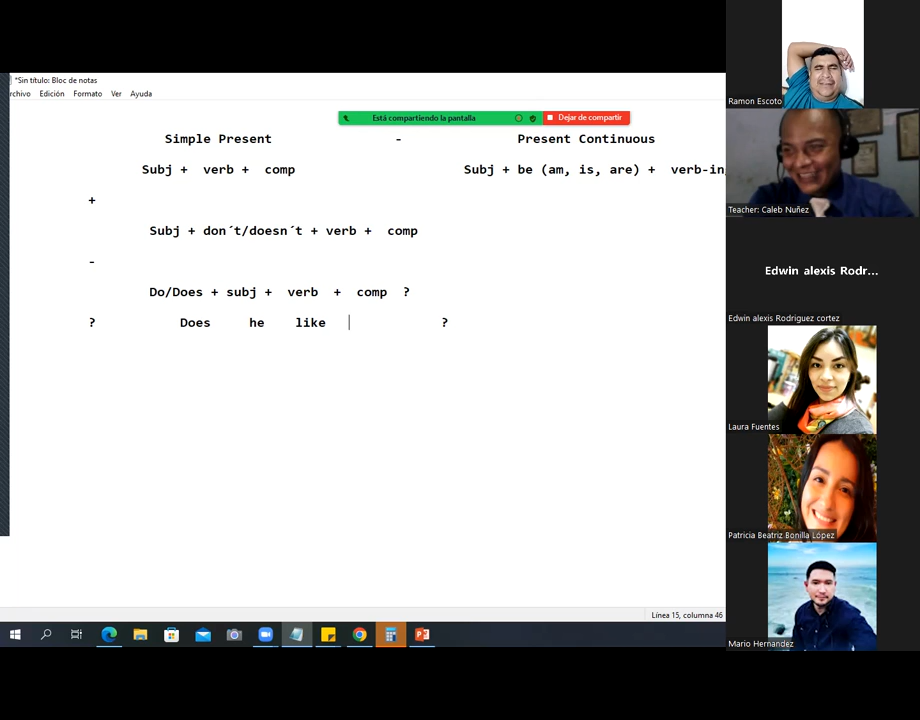 *Sin título: Bloc de notas
rchivo Edición Formato Ver Ayuda
Está compartiendo la pantalla Dejar de compartir
Simple Present - Present Continuous
Subj + verb + comp Subj + be (am, is, are) + verb-in
+
Subj + don´t/doesn´t + verb + comp
-
Do/Does + subj + verb + comp ?
? Does he like ?
Línea 15, columna 46
Ramon Escoto
Teacher: Caleb Nuñez
Edwin alexis Rodr...
Edwin alexis Rodriguez cortez
Laura Fuentes
Patricia Beatriz Bonilla López
Mario Hernandez